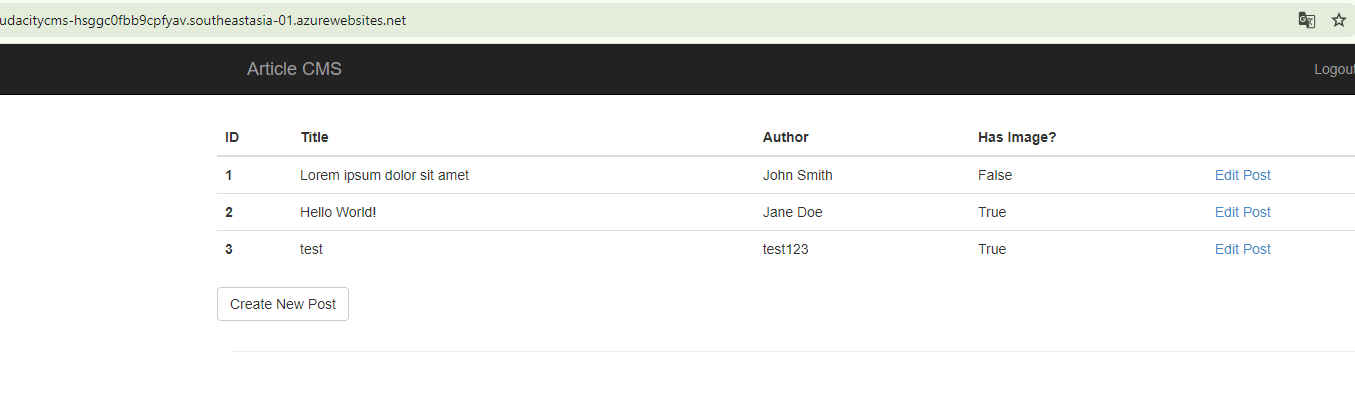 udacitycms-hsggc0fbb9cpfyav.southeastasia-01.azurewebsites.net
Article CMS Logout
ID Title Author Has Image?
1 Lorem ipsum dolor sit amet John Smith False Edit Post
2 Hello World! Jane Doe True Edit Post
3 test test123 True Edit Post
Create New Post